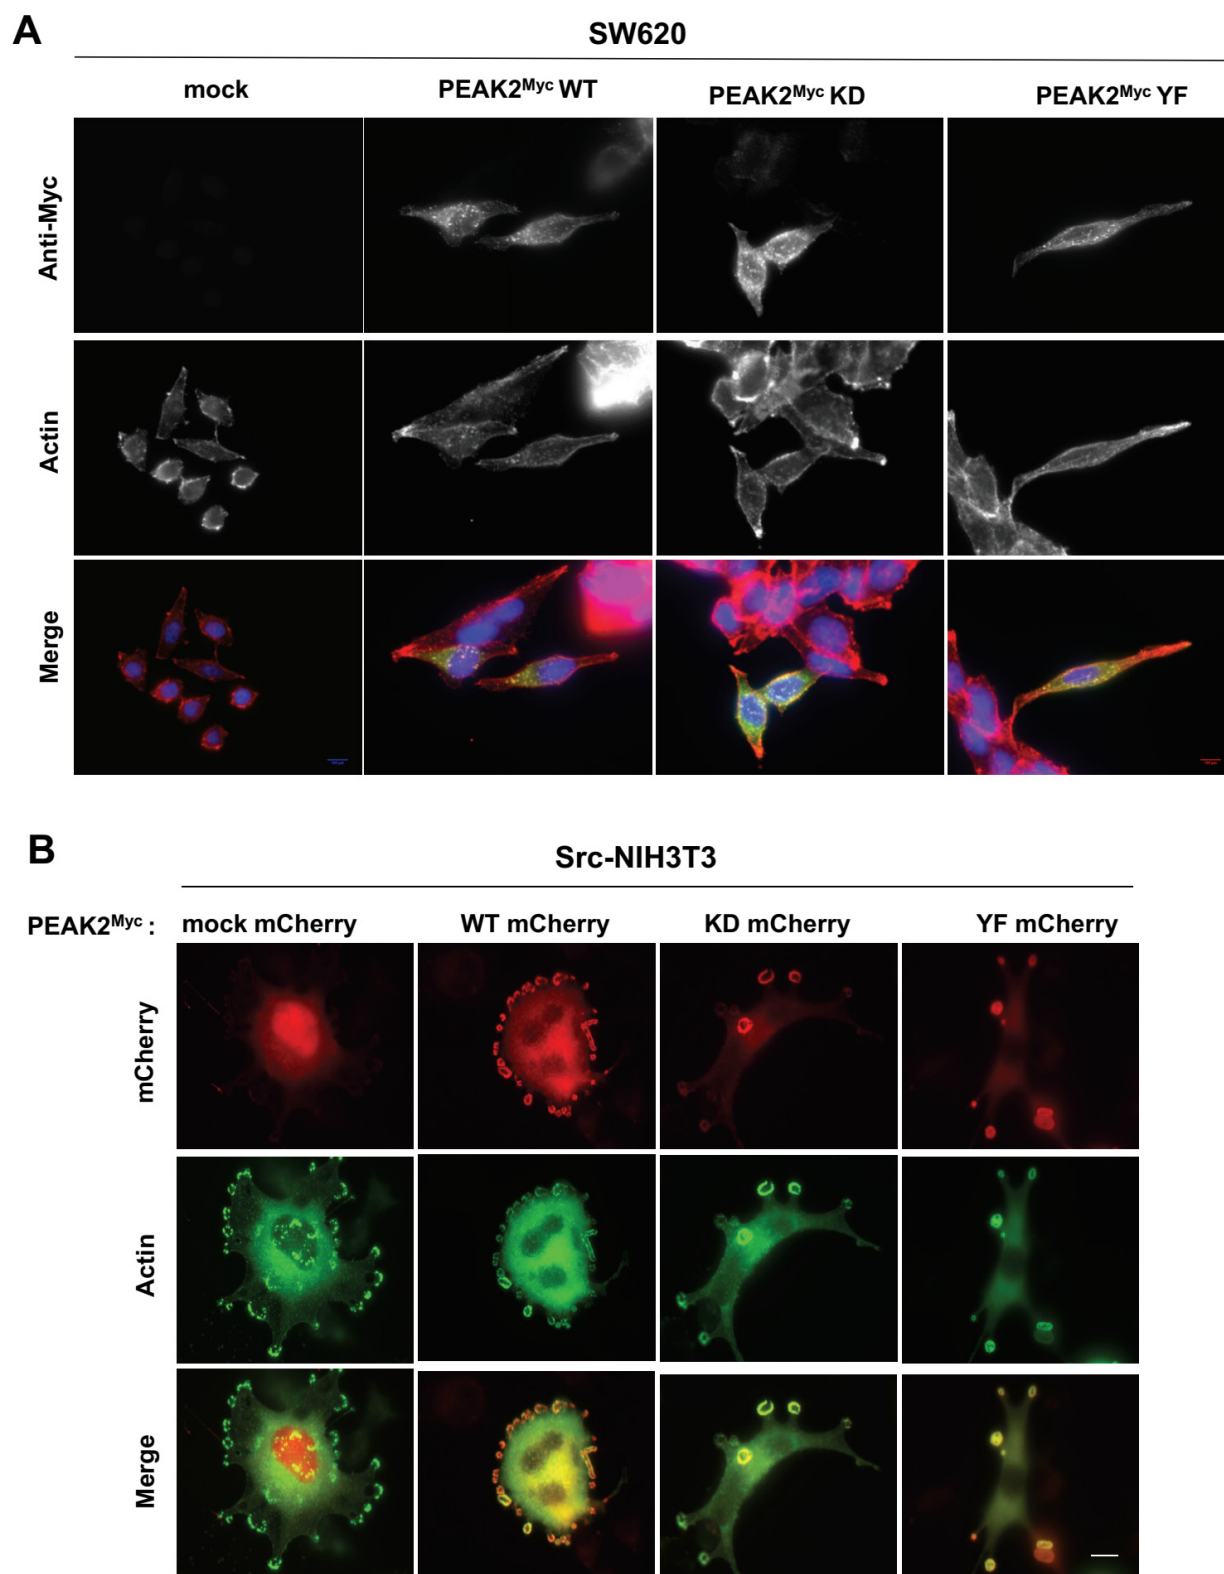 A
SW620
mock PEAK2Myc WT PEAK2Myc KD PEAK2Myc YF
Anti-Myc
Actin
Merge
B
Src-NIH3T3
PEAK2Myc : mock mCherry WT mCherry KD mCherry YF mCherry
mCherry
Actin
Merge